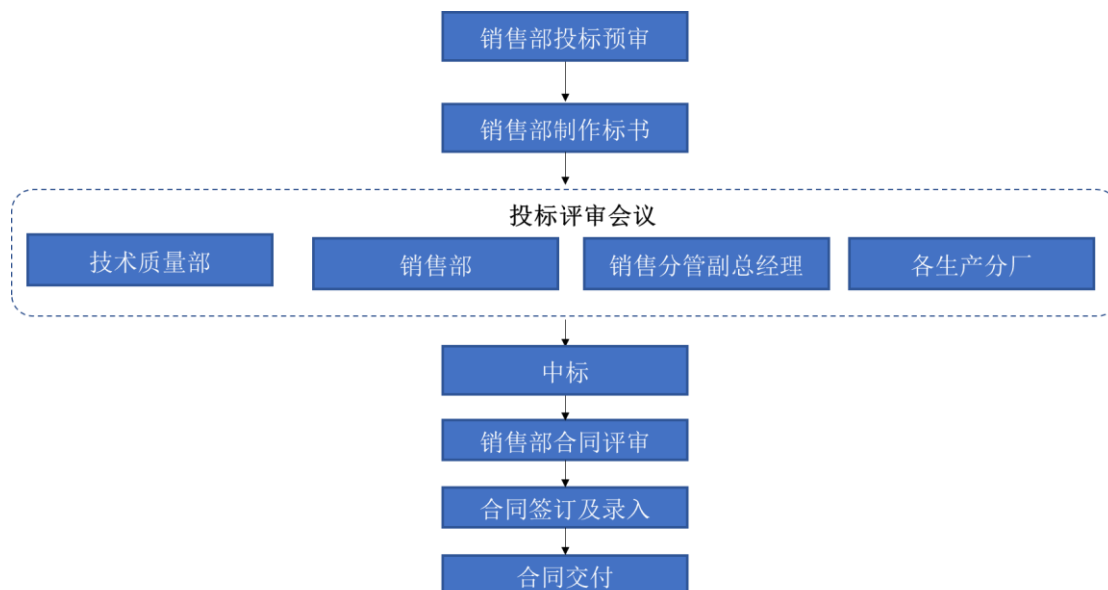 销售部投标预审
销售部制作标书
投标评审会议
技术质量部
销售部
销售分管副总经理
各生产分厂
中标
销售部合同评审
合同签订及录入
合同交付